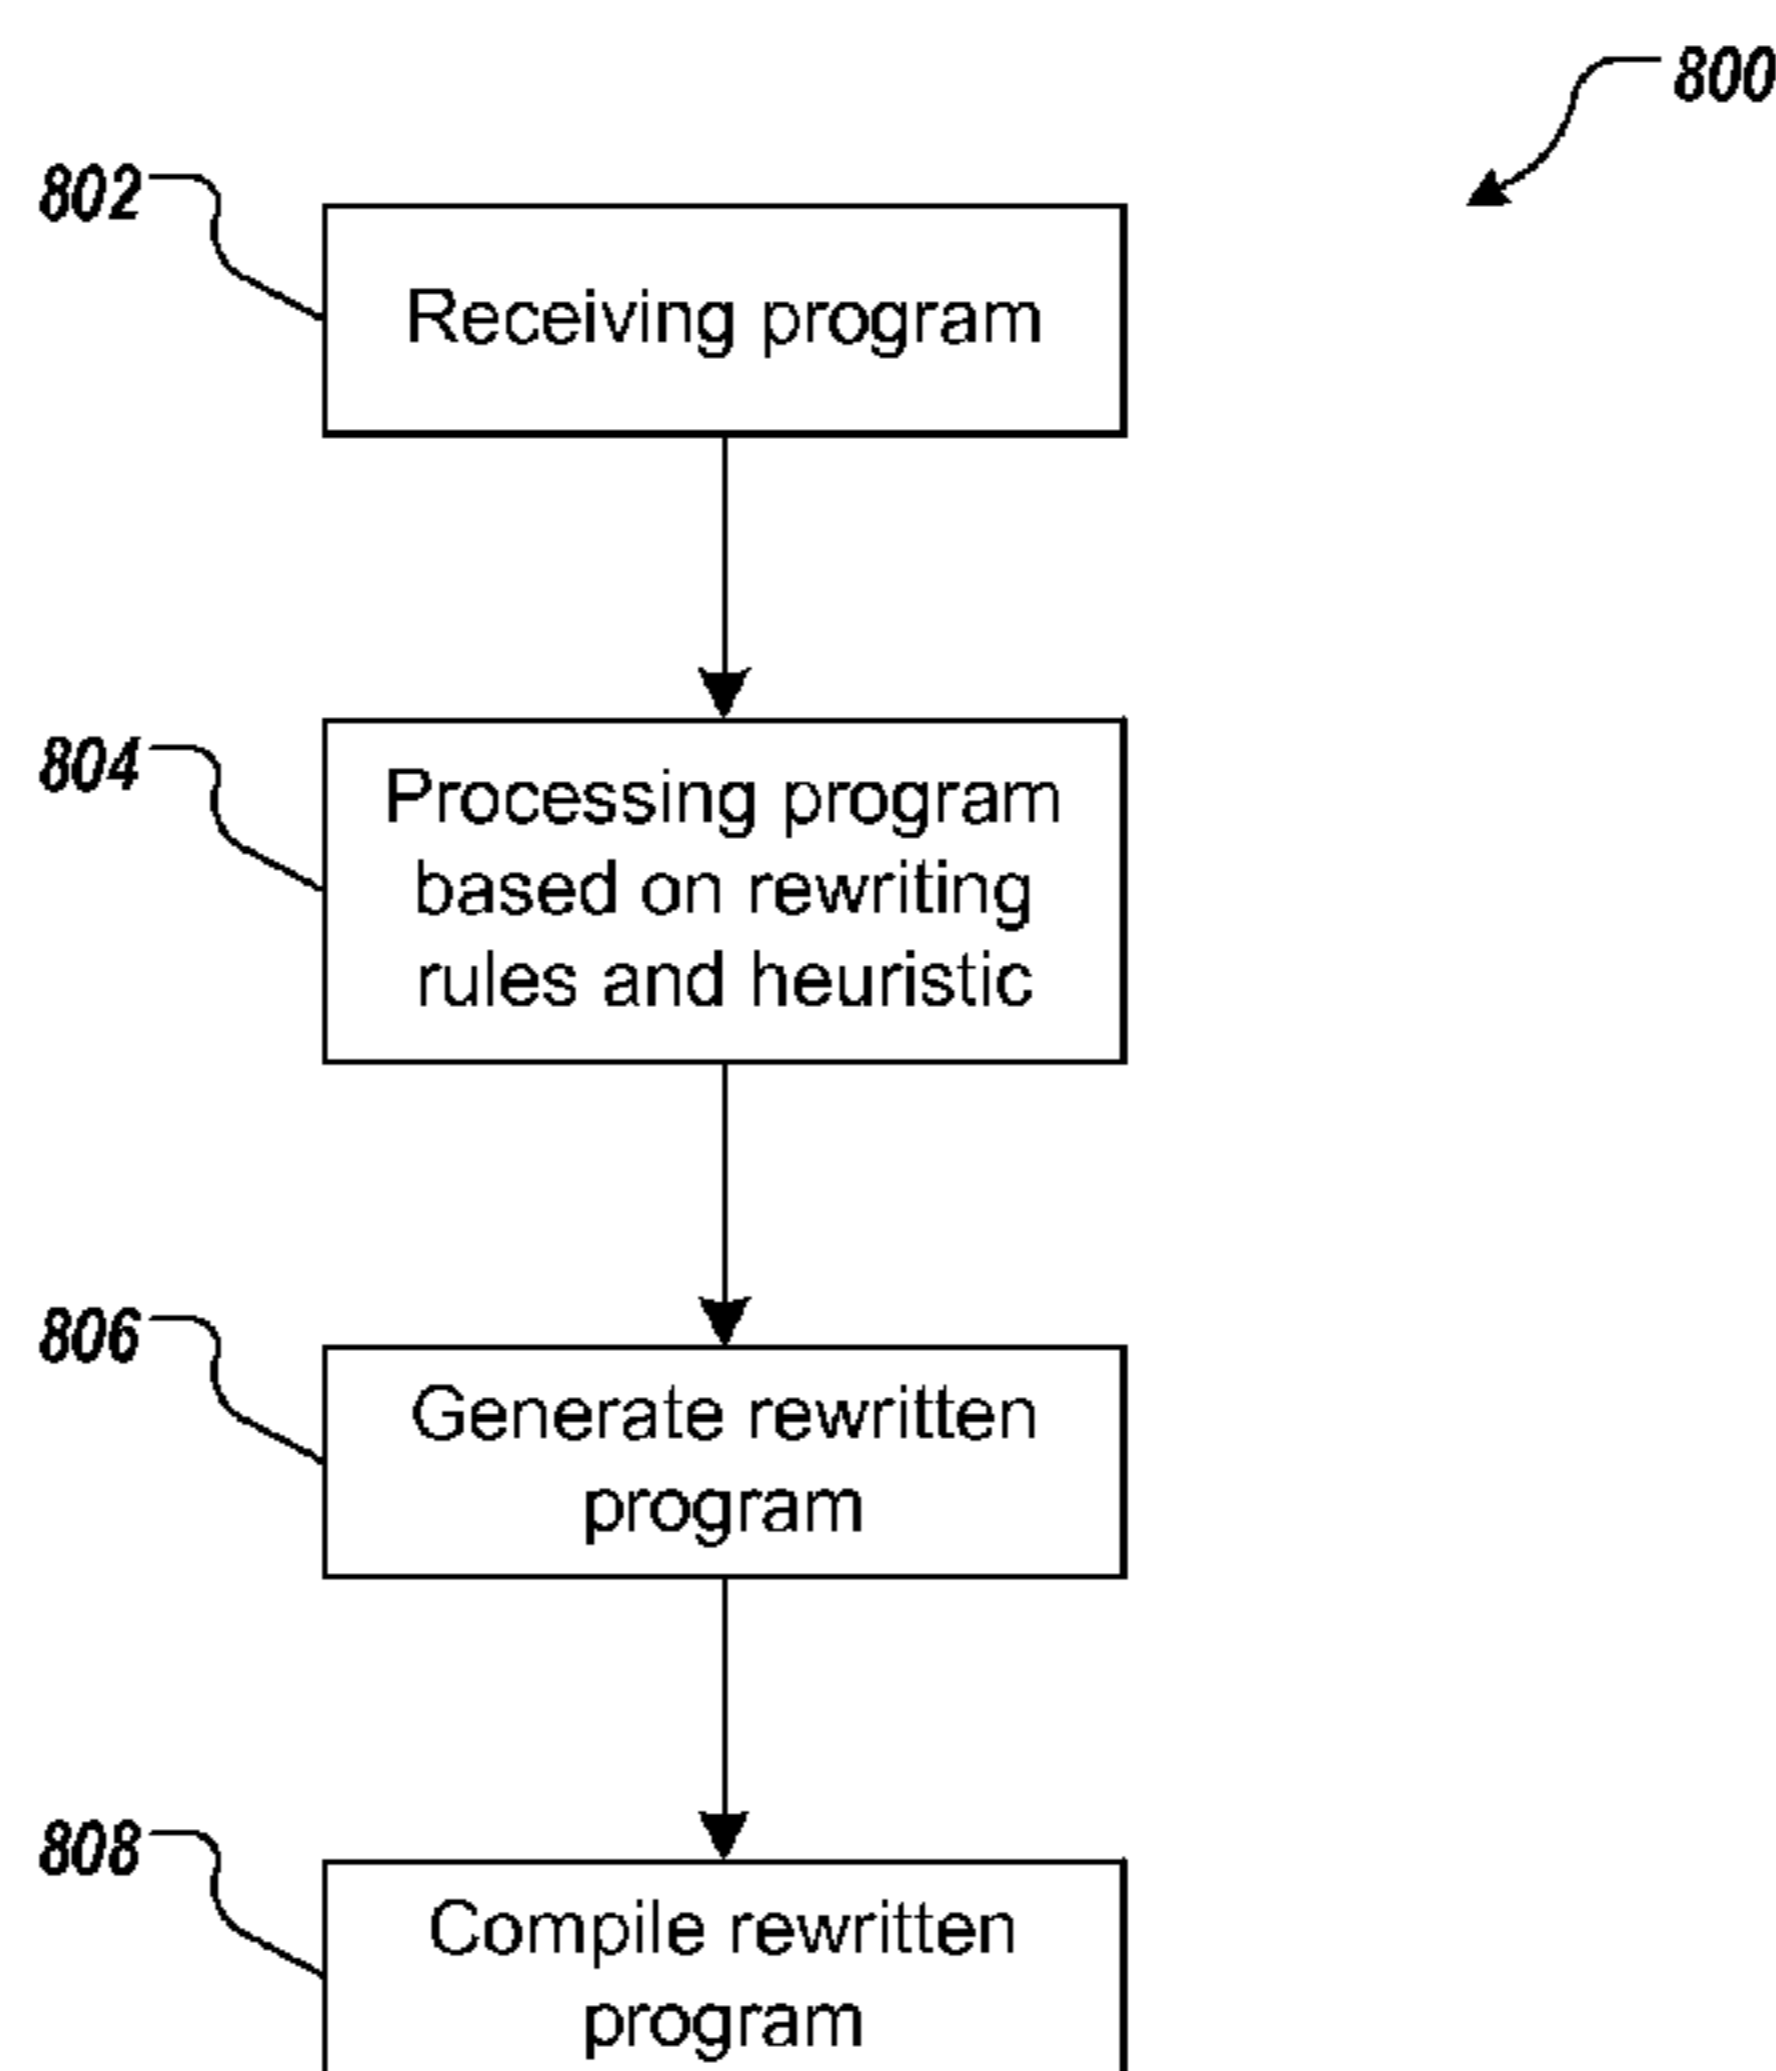 800
802
Receiving program
804
Processing program
based on rewriting
rules and heuristic
806
Generate rewritten
program
808
Compile rewritten
program